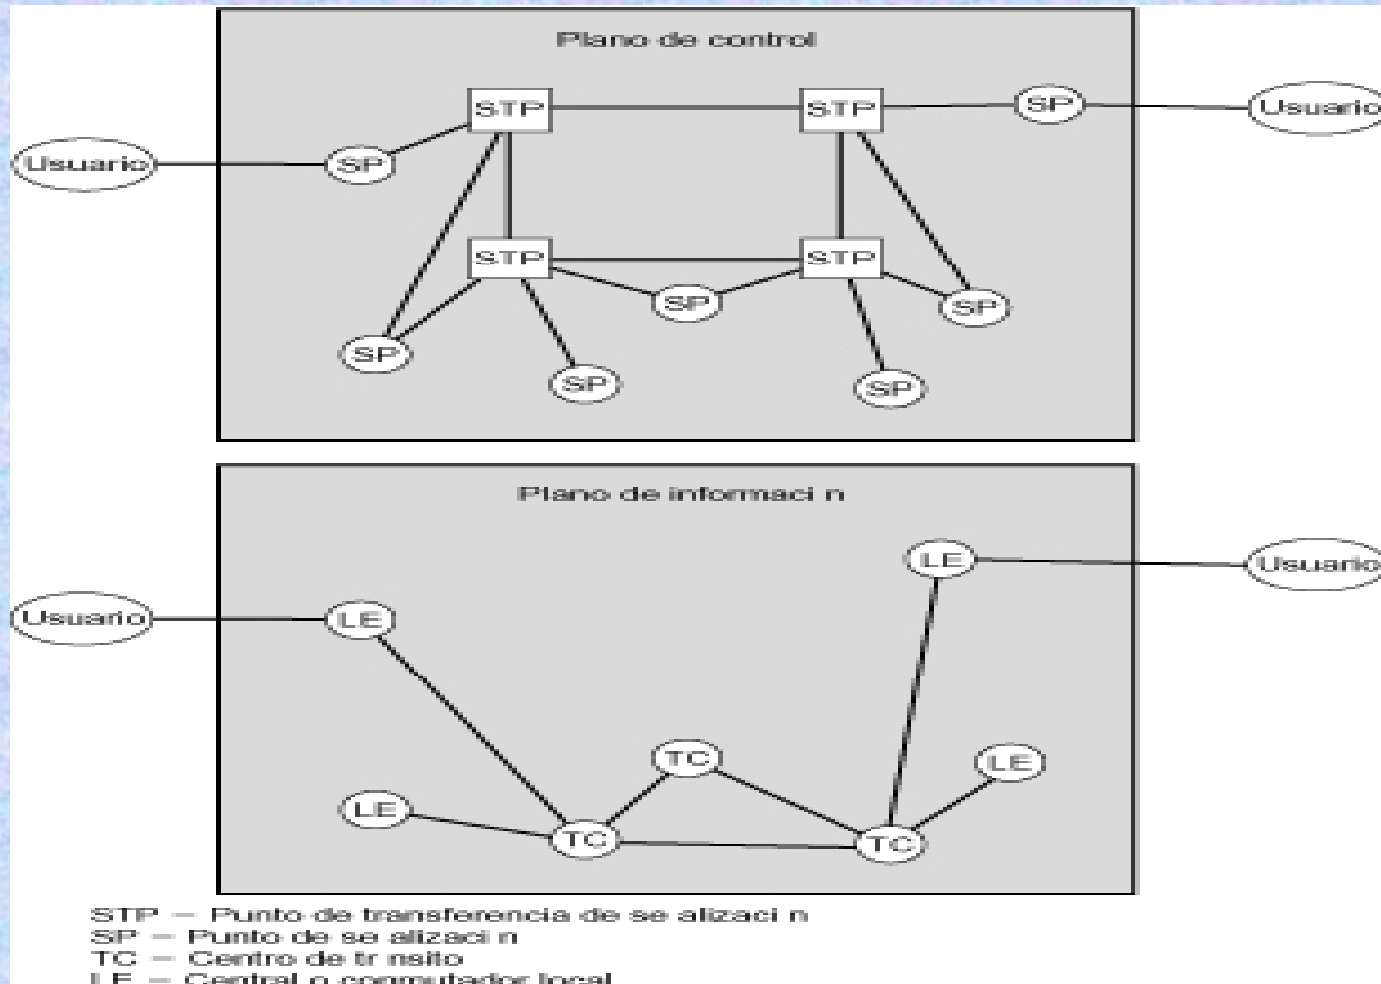 Plano de control
STP
STP
SP
Usuario
Usuario
SP
STP
STP
SP
SP
SP
SP
SP
Plano de informaci n
LE
Usuario
Usuario
LE
TC
LE
LE
TC
TC
STP – Punto de transferencia de se alizaci n
SP – Punto de se alizaci n
TC – Centro de tr nsito
LE – Central o conmutador local